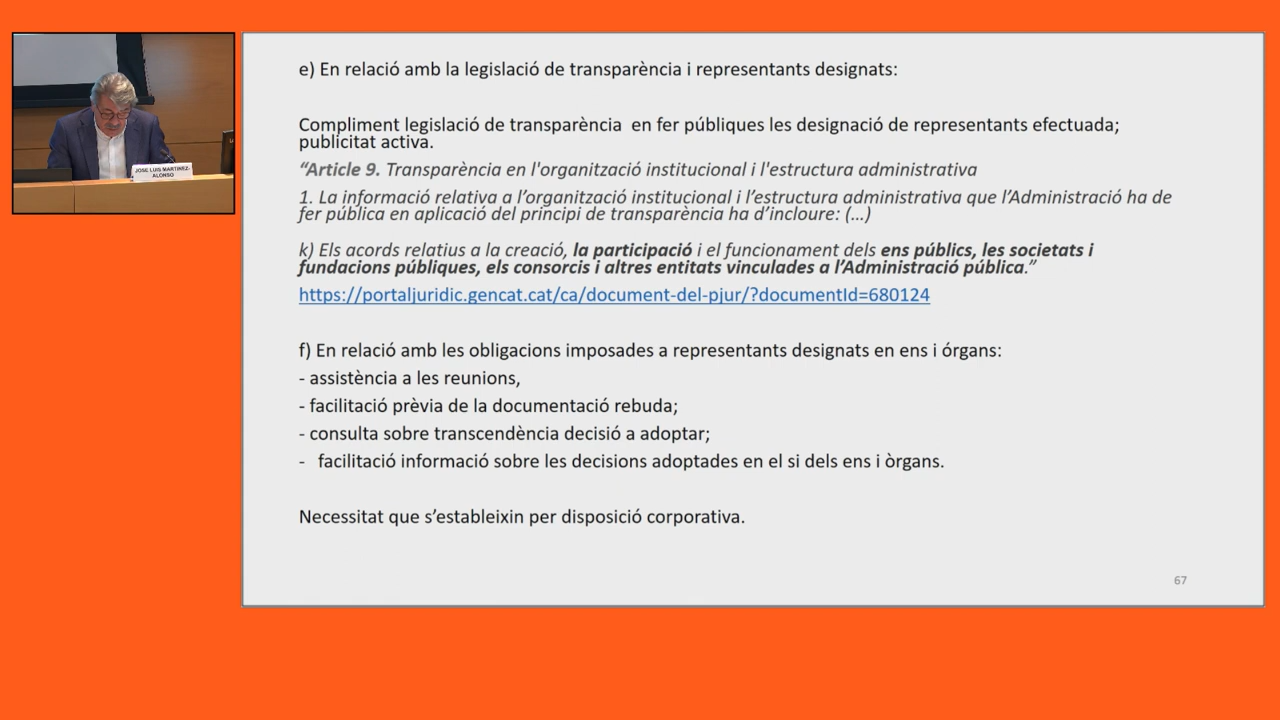 JOSE LUIS MARTINEZ-
ALONSO
e) En relació amb la legislació de transparència i representants designats:
Compliment legislació de transparència  en fer públiques les designació de representants efectuada;
publicitat activa.
“Article 9. Transparència en l'organització institucional i l'estructura administrativa
1. La informació relativa a l’organització institucional i l’estructura administrativa que l’Administració ha de
fer pública en aplicació del principi de transparència ha d’incloure: (…)
k) Els acords relatius a la creació, la participació i el funcionament dels ens públics, les societats i
fundacions públiques, els consorcis i altres entitats vinculades a l’Administració pública.”
https://portaljuridic.gencat.cat/ca/document-del-pjur/?documentId=680124
f) En relació amb les obligacions imposades a representants designats en ens i órgans:
- assistència a les reunions,
- facilitació prèvia de la documentació rebuda;
- consulta sobre transcendència decisió a adoptar;
-  facilitació informació sobre les decisions adoptades en el si dels ens i òrgans.
Necessitat que s’estableixin per disposició corporativa.
67